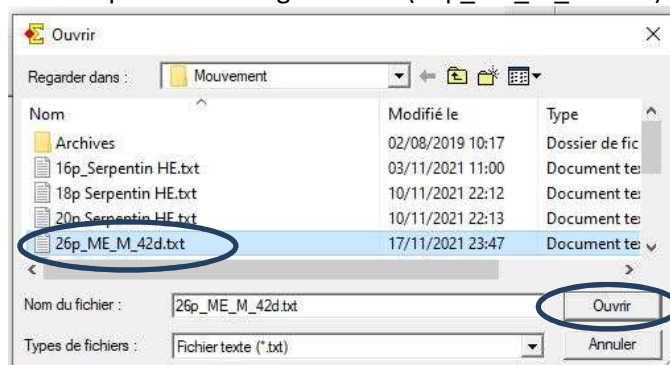 Ouvrir
Regarder dans : Mouvement
Nom Modifié le Type
Archives 02/08/2019 10:17 Dossier de fic
16p_Serpentin HE.txt 03/11/2021 11:00 Document te
18p Serpentin HE.txt 10/11/2021 22:12 Document te
20p Serpentin HE.txt 10/11/2021 22:13 Document te
26p_ME_M_42d.txt 17/11/2021 23:47 Document te
Nom du fichier : 26p_ME_M_42d.txt Ouvrir
Types de fichiers : Fichier texte (*.txt) Annuler